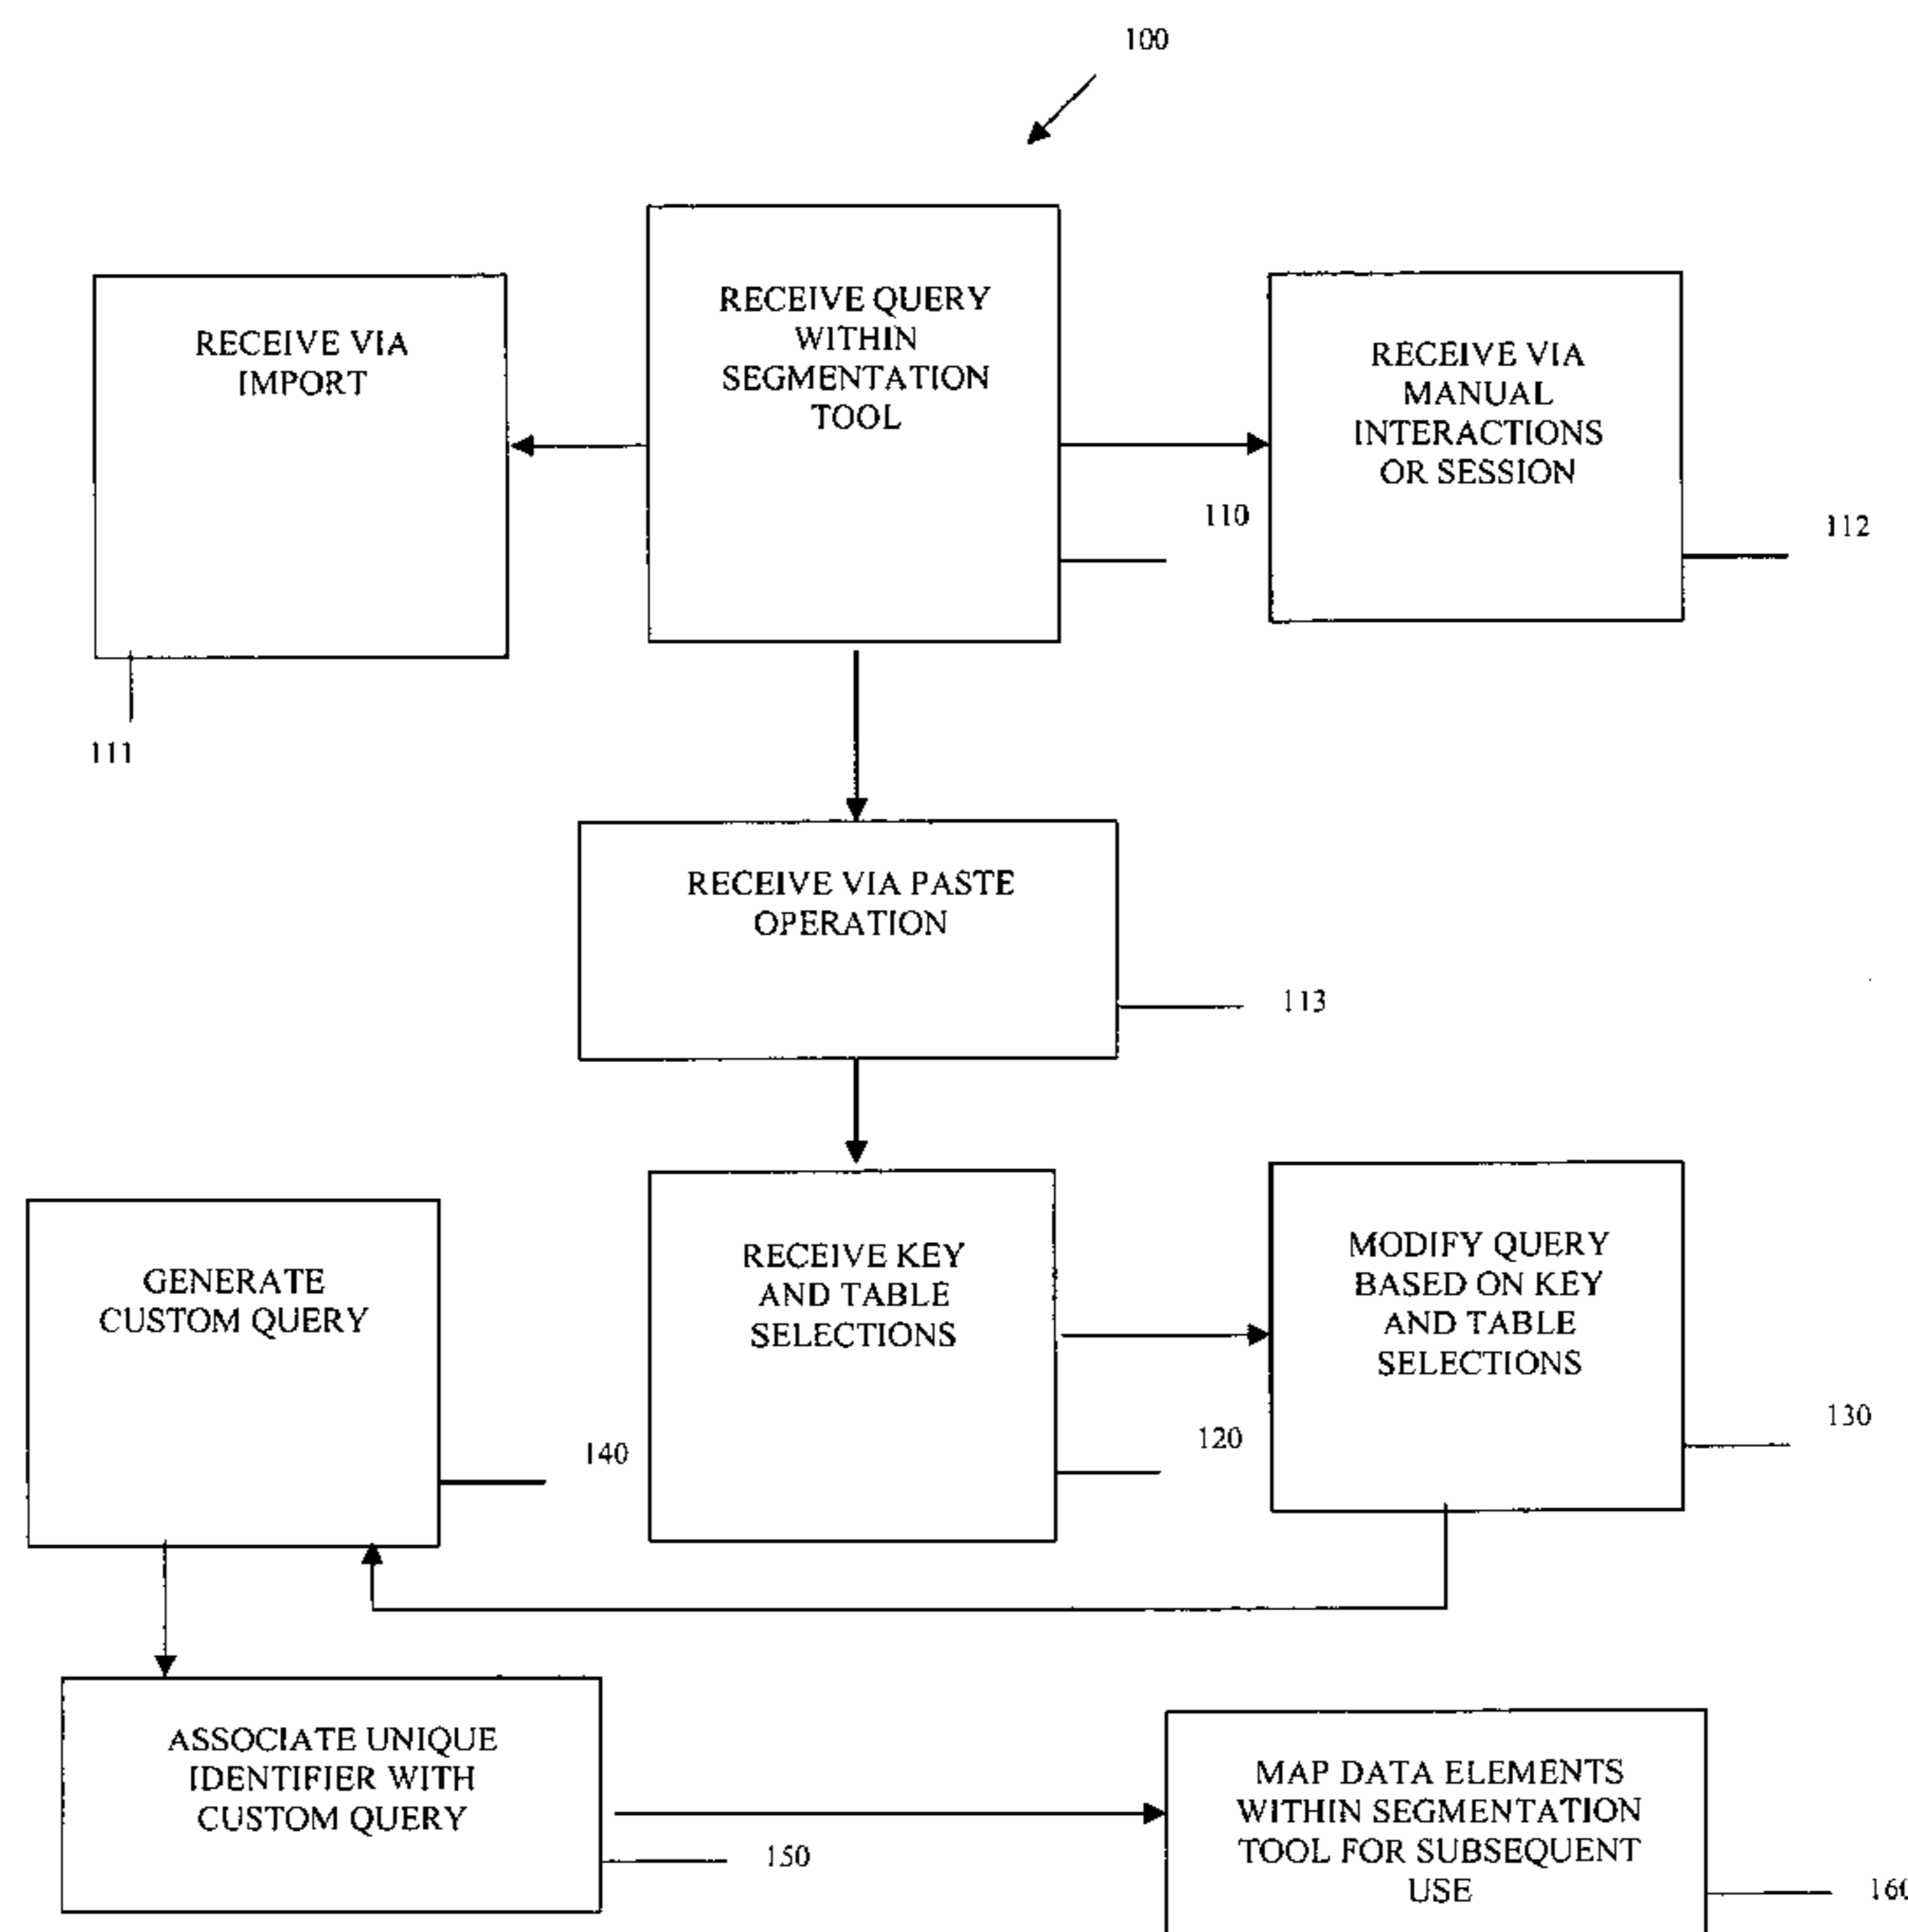 100
RECEIVE QUERY
WITHIN
SEGMENTATION
TOOL
110
RECEIVE VIA
IMPORT
111
RECEIVE VIA
MANUAL
INTERACTIONS
OR SESSION
112
RECEIVE VIA PASTE
OPERATION
113
RECEIVE KEY
AND TABLE
SELECTIONS
120
MODIFY QUERY
BASED ON KEY
AND TABLE
SELECTIONS
130
GENERATE
CUSTOM QUERY
140
ASSOCIATE UNIQUE
IDENTIFIER WITH
CUSTOM QUERY
150
MAP DATA ELEMENTS
WITHIN SEGMENTATION
TOOL FOR SUBSEQUENT
USE
160